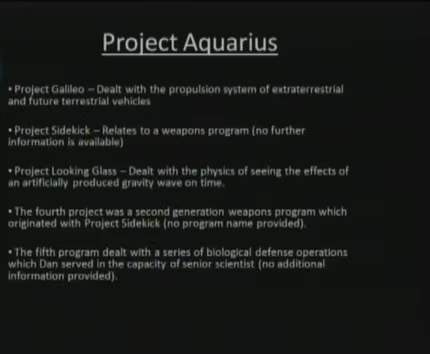 Project Aquarius
• Project Galileo – Dealt with the propulsion system of extraterrestrial
and future terrestrial vehicles
• Project Sidekick – Relates to a weapons program (no further
information is available)
• Project Looking Glass – Dealt with the physics of seeing the effects of
an artificially produced gravity wave on time.
• The fourth project was a second generation weapons program which
originated with Project Sidekick (no program name provided).
• The fifth program dealt with a series of biological defense operations
which Dan served in the capacity of senior scientist (no additional
information provided).